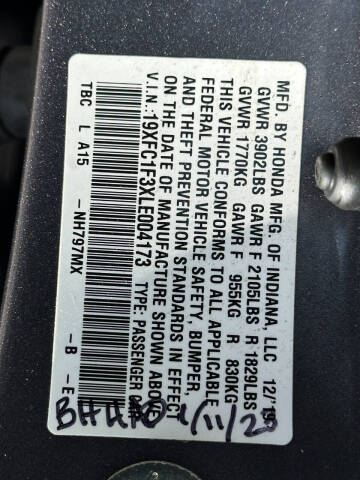 MFD. BY HONDA MFG. OF INDIANA, LLC 12/19
GVWR 3902LBS GAWR F 2105LBS R 1829LBS
GVWR 1770KG GAWR F 955KG R 830KG
THIS VEHICLE CONFORMS TO ALL APPLICABLE
FEDERAL MOTOR VEHICLE SAFETY, BUMPER,
AND THEFT PREVENTION STANDARDS IN EFFECT
ON THE DATE OF MANUFACTURE SHOWN ABOVE
V.I.N.: 19XFC1F3XLE004173 TYPE: PASSENGER
TBC L A15 -NH797MX -B -E
/11/20